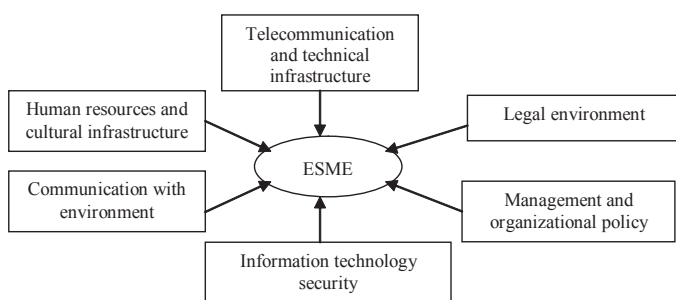 Telecommunication
and technical
infrastructure
Human resources and
cultural infrastructure
Legal environment
ESME
Communication with
environment
Management and
organizational policy
Information technology
security